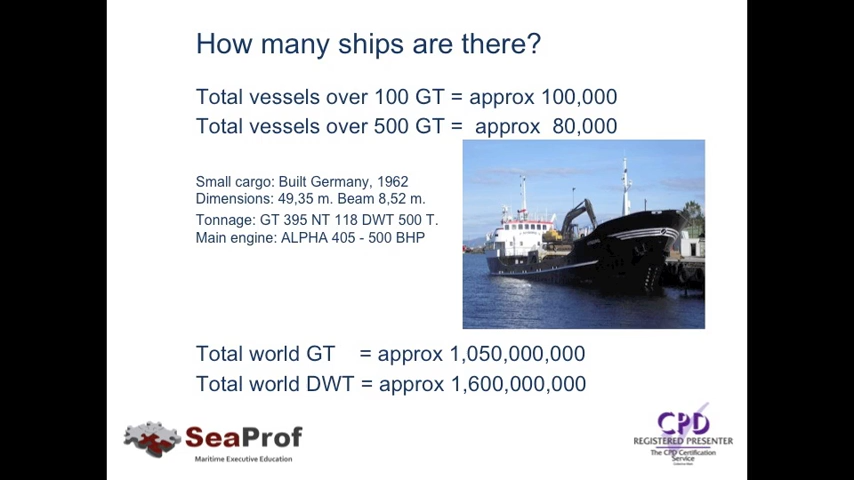 How many ships are there?
Total vessels over 100 GT = approx 100,000
Total vessels over 500 GT =  approx  80,000
Small cargo: Built Germany, 1962
Dimensions: 49,35 m. Beam 8,52 m.
Tonnage: GT 395 NT 118 DWT 500 T.
Main engine: ALPHA 405 - 500 BHP
Total world GT    = approx 1,050,000,000
Total world DWT = approx 1,600,000,000
SeaProf
Maritime Executive Education
CPD
REGISTERED PRESENTER
The CPD Certification
Service